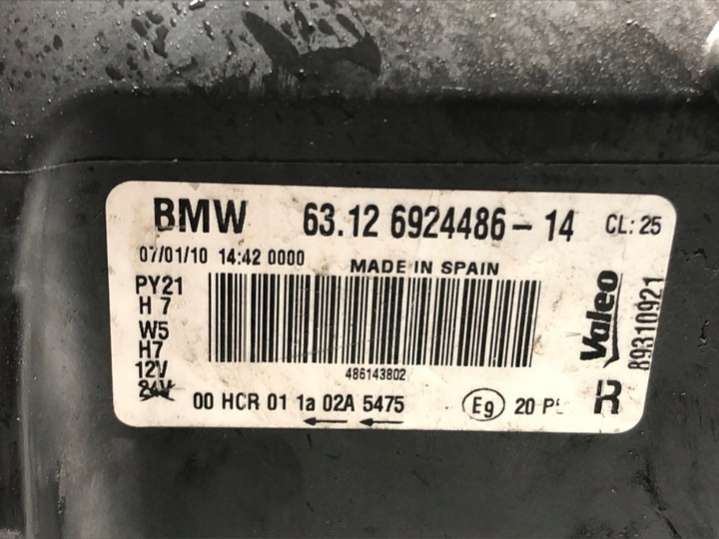 BMW 63.12 6924486-14 CL: 25
07/01/10 14:42 0000
MADE IN SPAIN
PY21
H 7
W5
H7
12V
24V
486143802
Valeo
89310921
00 HCR 01 1a 02A 5475 E9 20 R